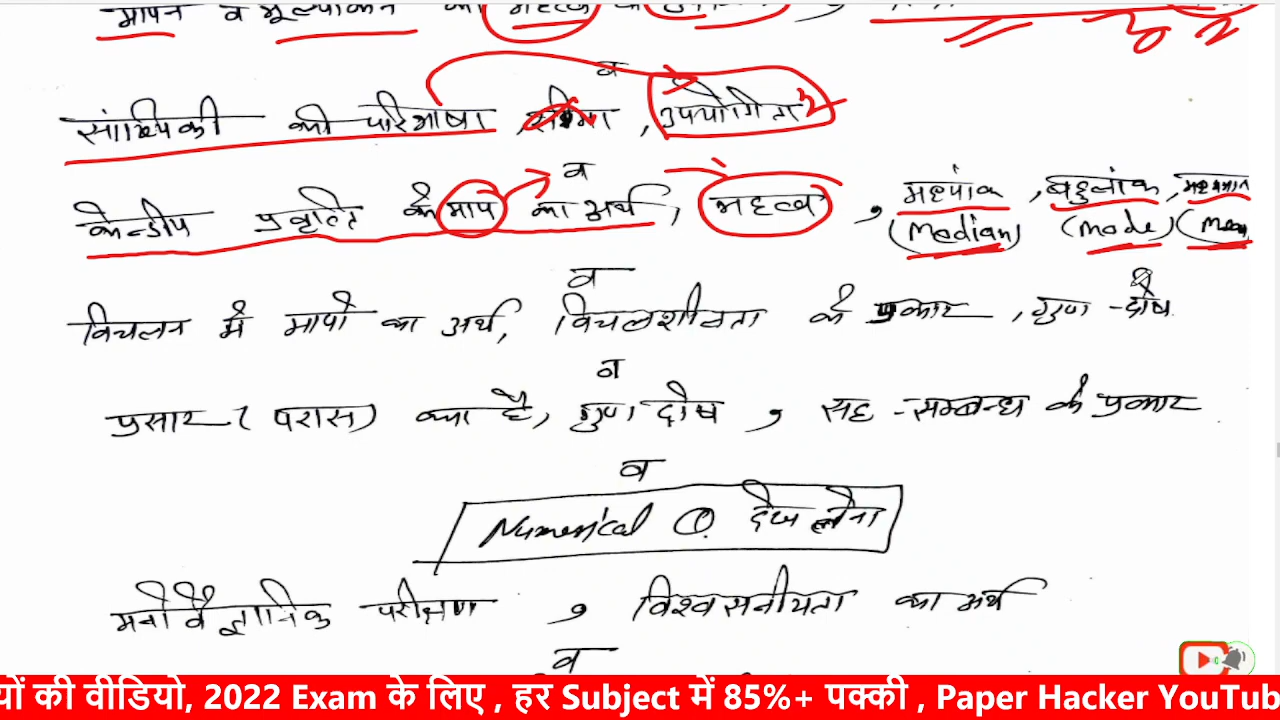 मापन व मूल्यांकन का महत्व
व
सांख्यिकी की परिभाषा , सीमा , उपयोगिता
व
केन्द्रीय प्रवृत्ति के माप का अर्थ , महत्व , मध्यांक , बहुलांक ,
(Median) (mode) (Mean
व
विचलन में मापों का अर्थ, विचलनशीलता के प्रकार , गुण - दोष
व
प्रसार ( परास) क्या है, गुण दोष , सह - सम्बन्ध के प्रकार
व
Numerical Q. देख लेना
मनोवैज्ञानिक परीक्षण , विश्वसनीयता का अर्थ
व
यों की वीडियो, 2022 Exam के लिए , हर Subject में 85%+ पक्की , Paper Hacker YouTub